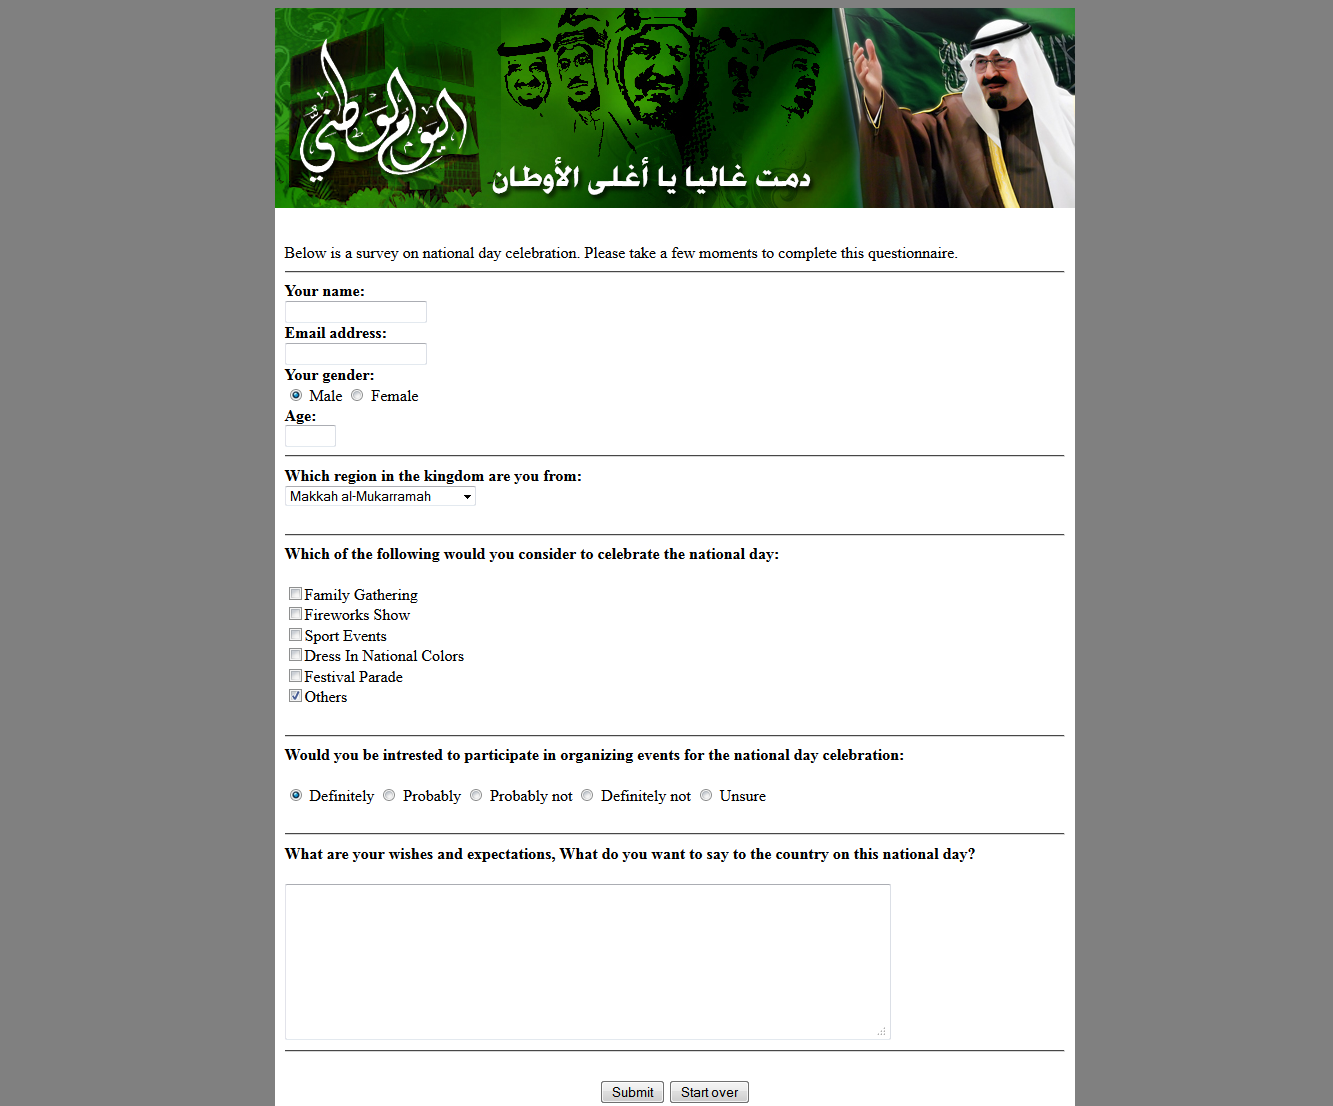 اليوم الوطني
دمت غاليا يا أغلى الأوطان
Below is a survey on national day celebration. Please take a few moments to complete this questionnaire.
Your name:
Email address:
Your gender:
Male Female
Age:
Which region in the kingdom are you from:
Makkah al-Mukarramah
Which of the following would you consider to celebrate the national day:
Family Gathering
Fireworks Show
Sport Events
Dress In National Colors
Festival Parade
Others
Would you be intrested to participate in organizing events for the national day celebration:
Definitely Probably Probably not Definitely not Unsure
What are your wishes and expectations, What do you want to say to the country on this national day?
Submit Start over